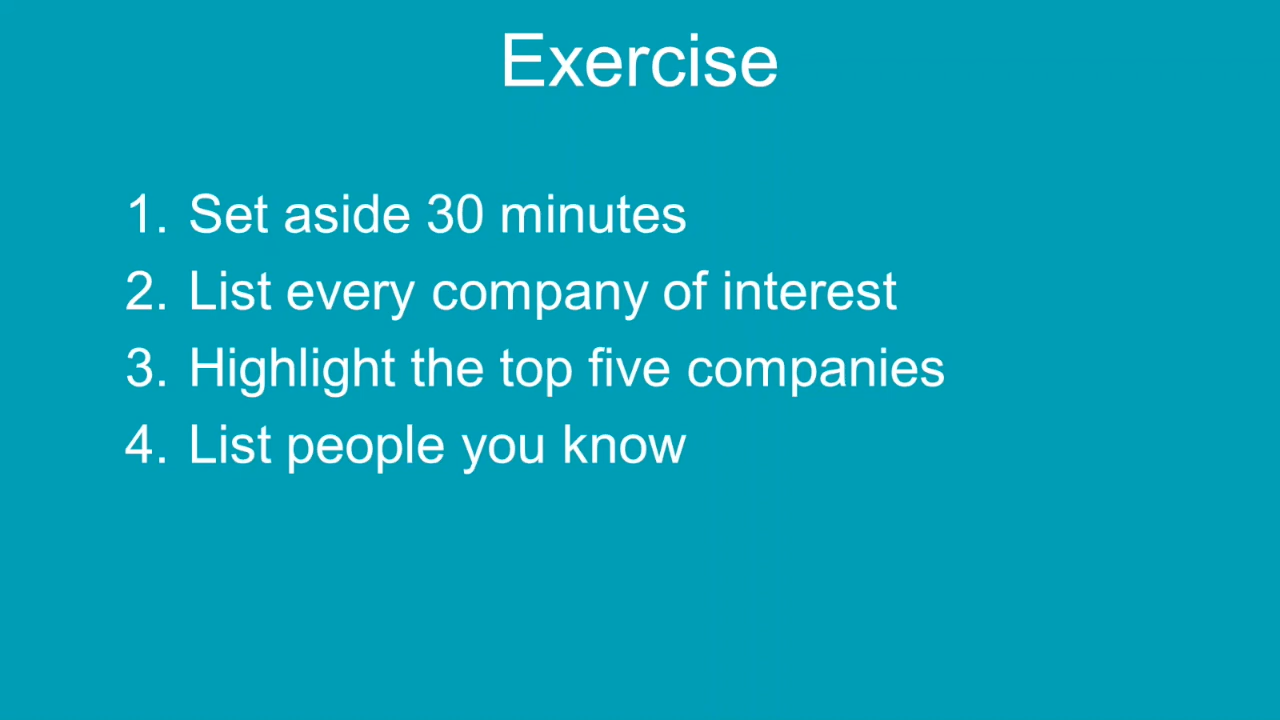 Exercise
1. Set aside 30 minutes
2. List every company of interest
3. Highlight the top five companies
4. List people you know